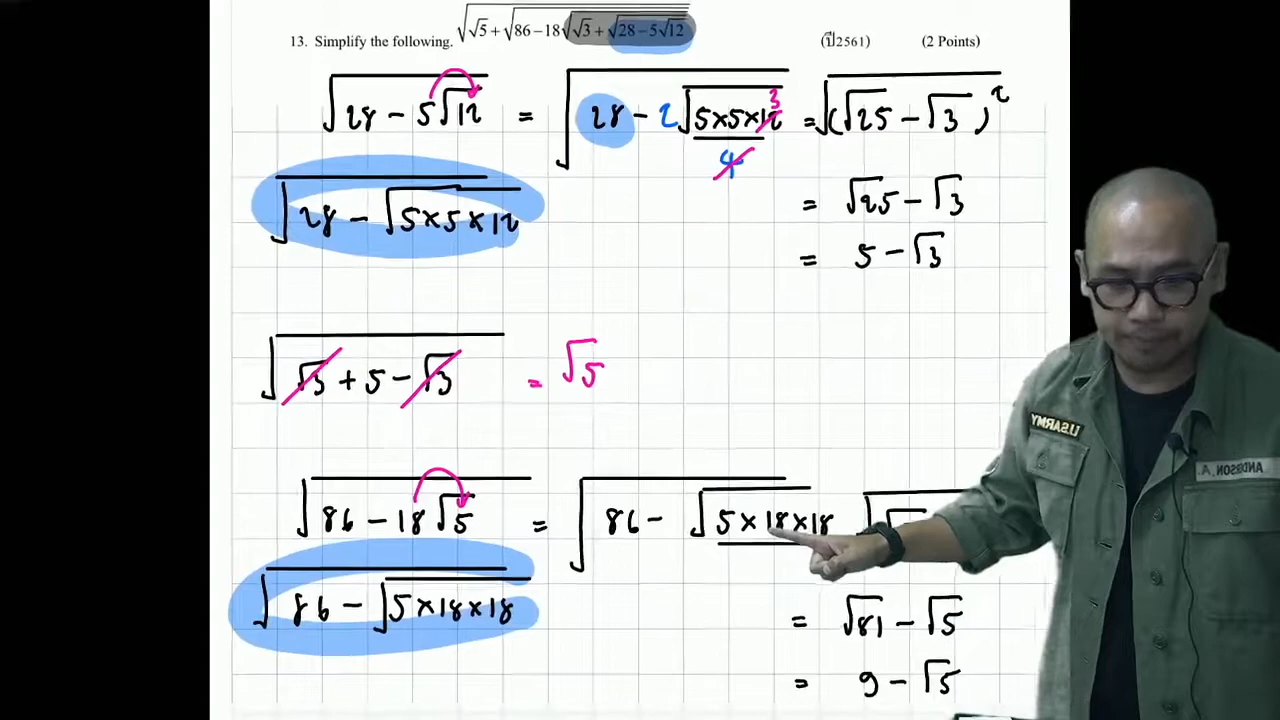 13. Simplify the following. √(√5 + √(86 − 18√(√3 + √(28 − 5√12))))
(ปี2561) (2 Points)
√(28 − 5√12) = √(28 − 2√(5×5×12/4)) = √((√25 − √3)²)
3
√(28 − √(5×5×12)) = √25 − √3
= 5 − √3
√(√3 + 5 − √3) = √5
√(86 − 18√5) = √(86 − √(5×18×18))
√(86 − √(5×18×18)) = √81 − √5
= 9 − √5
U.S.ARMY
ANDERSON. A.